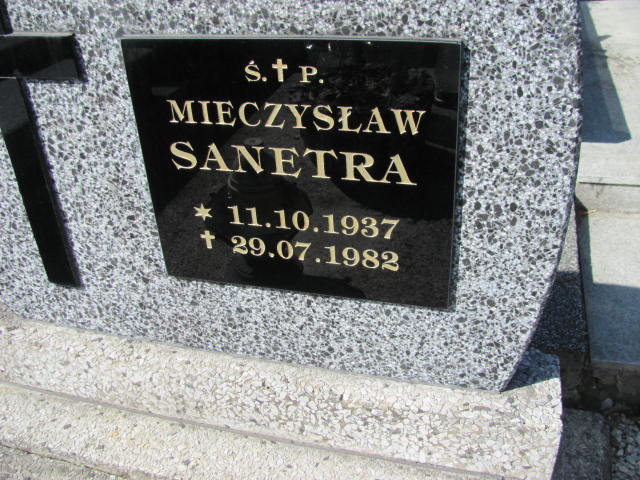 Ś.✝P.
MIECZYSŁAW
SANETRA
* 11.10.1937
✝ 29.07.1982